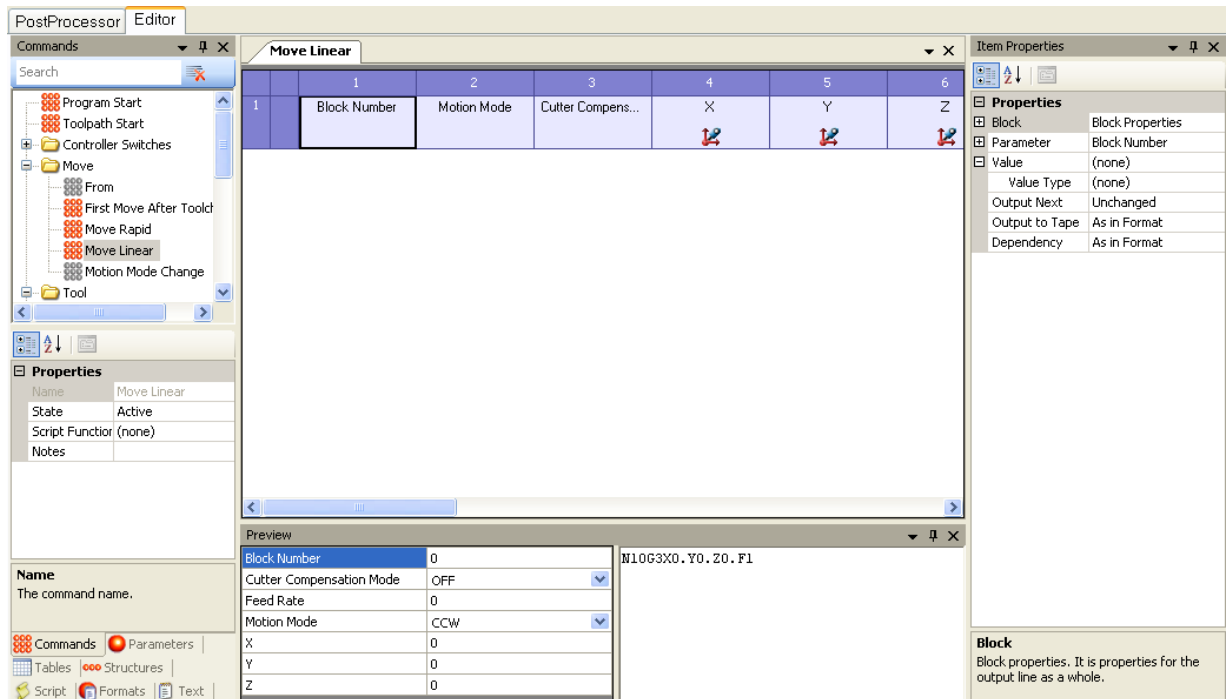 PostProcessor Editor
Commands
Search
Program Start
Toolpath Start
Controller Switches
Move
From
First Move After Toolch
Move Rapid
Move Linear
Motion Mode Change
Tool
Properties
Name Move Linear
State Active
Script Function (none)
Notes
Name
The command name.
Commands Parameters
Tables Structures
Script Formats Text
Move Linear
1 2 3 4 5 6
1 Block Number Motion Mode Cutter Compens... X Y Z
Preview
Block Number 0
Cutter Compensation Mode OFF
Feed Rate 0
Motion Mode CCW
X 0
Y 0
Z 0
N10G3X0.Y0.Z0.F1
Item Properties
Properties
Block Block Properties
Parameter Block Number
Value (none)
Value Type (none)
Output Next Unchanged
Output to Tape As in Format
Dependency As in Format
Block
Block properties. It is properties for the
output line as a whole.